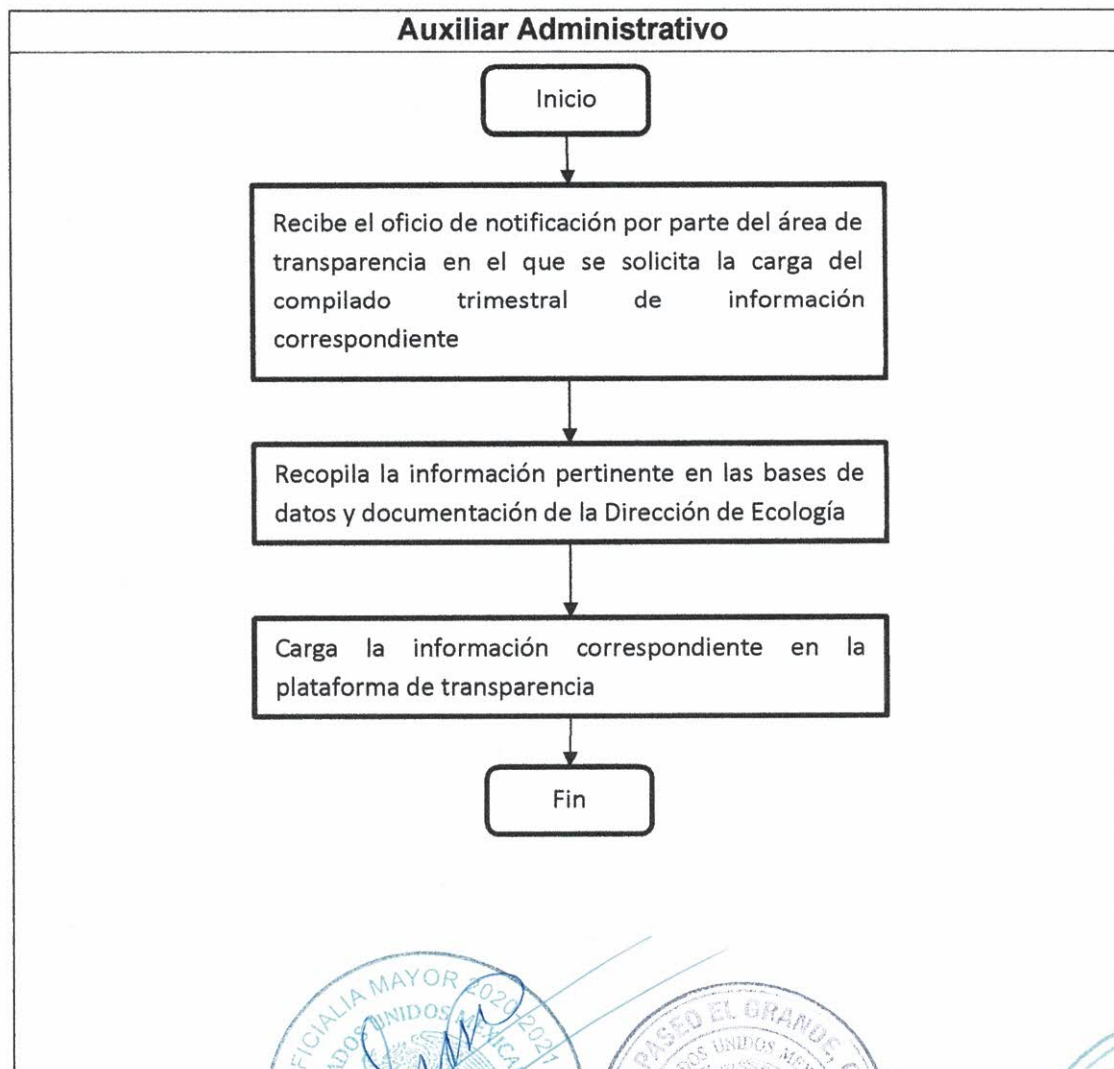 Auxiliar Administrativo
Inicio
Recibe el oficio de notificación por parte del área de
transparencia en el que se solicita la carga del
compilado trimestral de información
correspondiente
Recopila la información pertinente en las bases de
datos y documentación de la Dirección de Ecología
Carga la información correspondiente en la
plataforma de transparencia
Fin
OFICIALIA MAYOR 2020-2021
UNIDOS
PASEO EL GRANDE,
UNIDOS